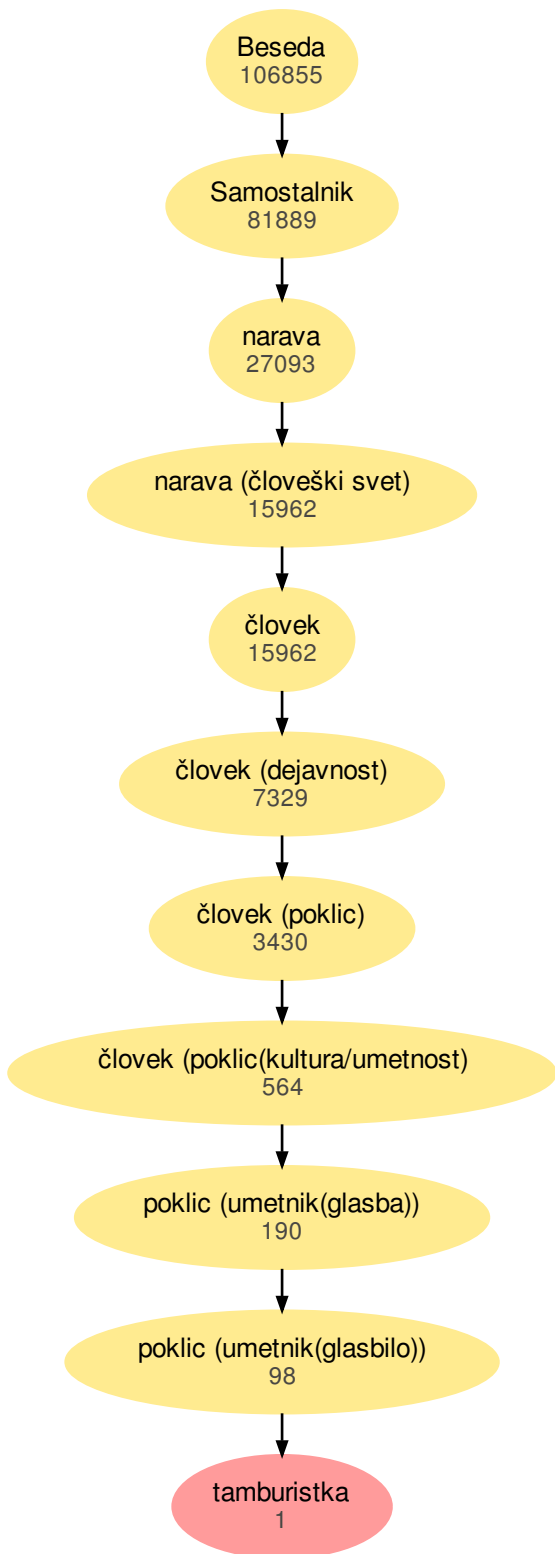 Beseda
106855
Samostalnik
81889
narava
27093
narava (človeški svet)
15962
človek
15962
človek (dejavnost)
7329
človek (poklic)
3430
človek (poklic(kultura/umetnost)
564
poklic (umetnik(glasba))
190
poklic (umetnik(glasbilo))
98
tamburistka
1